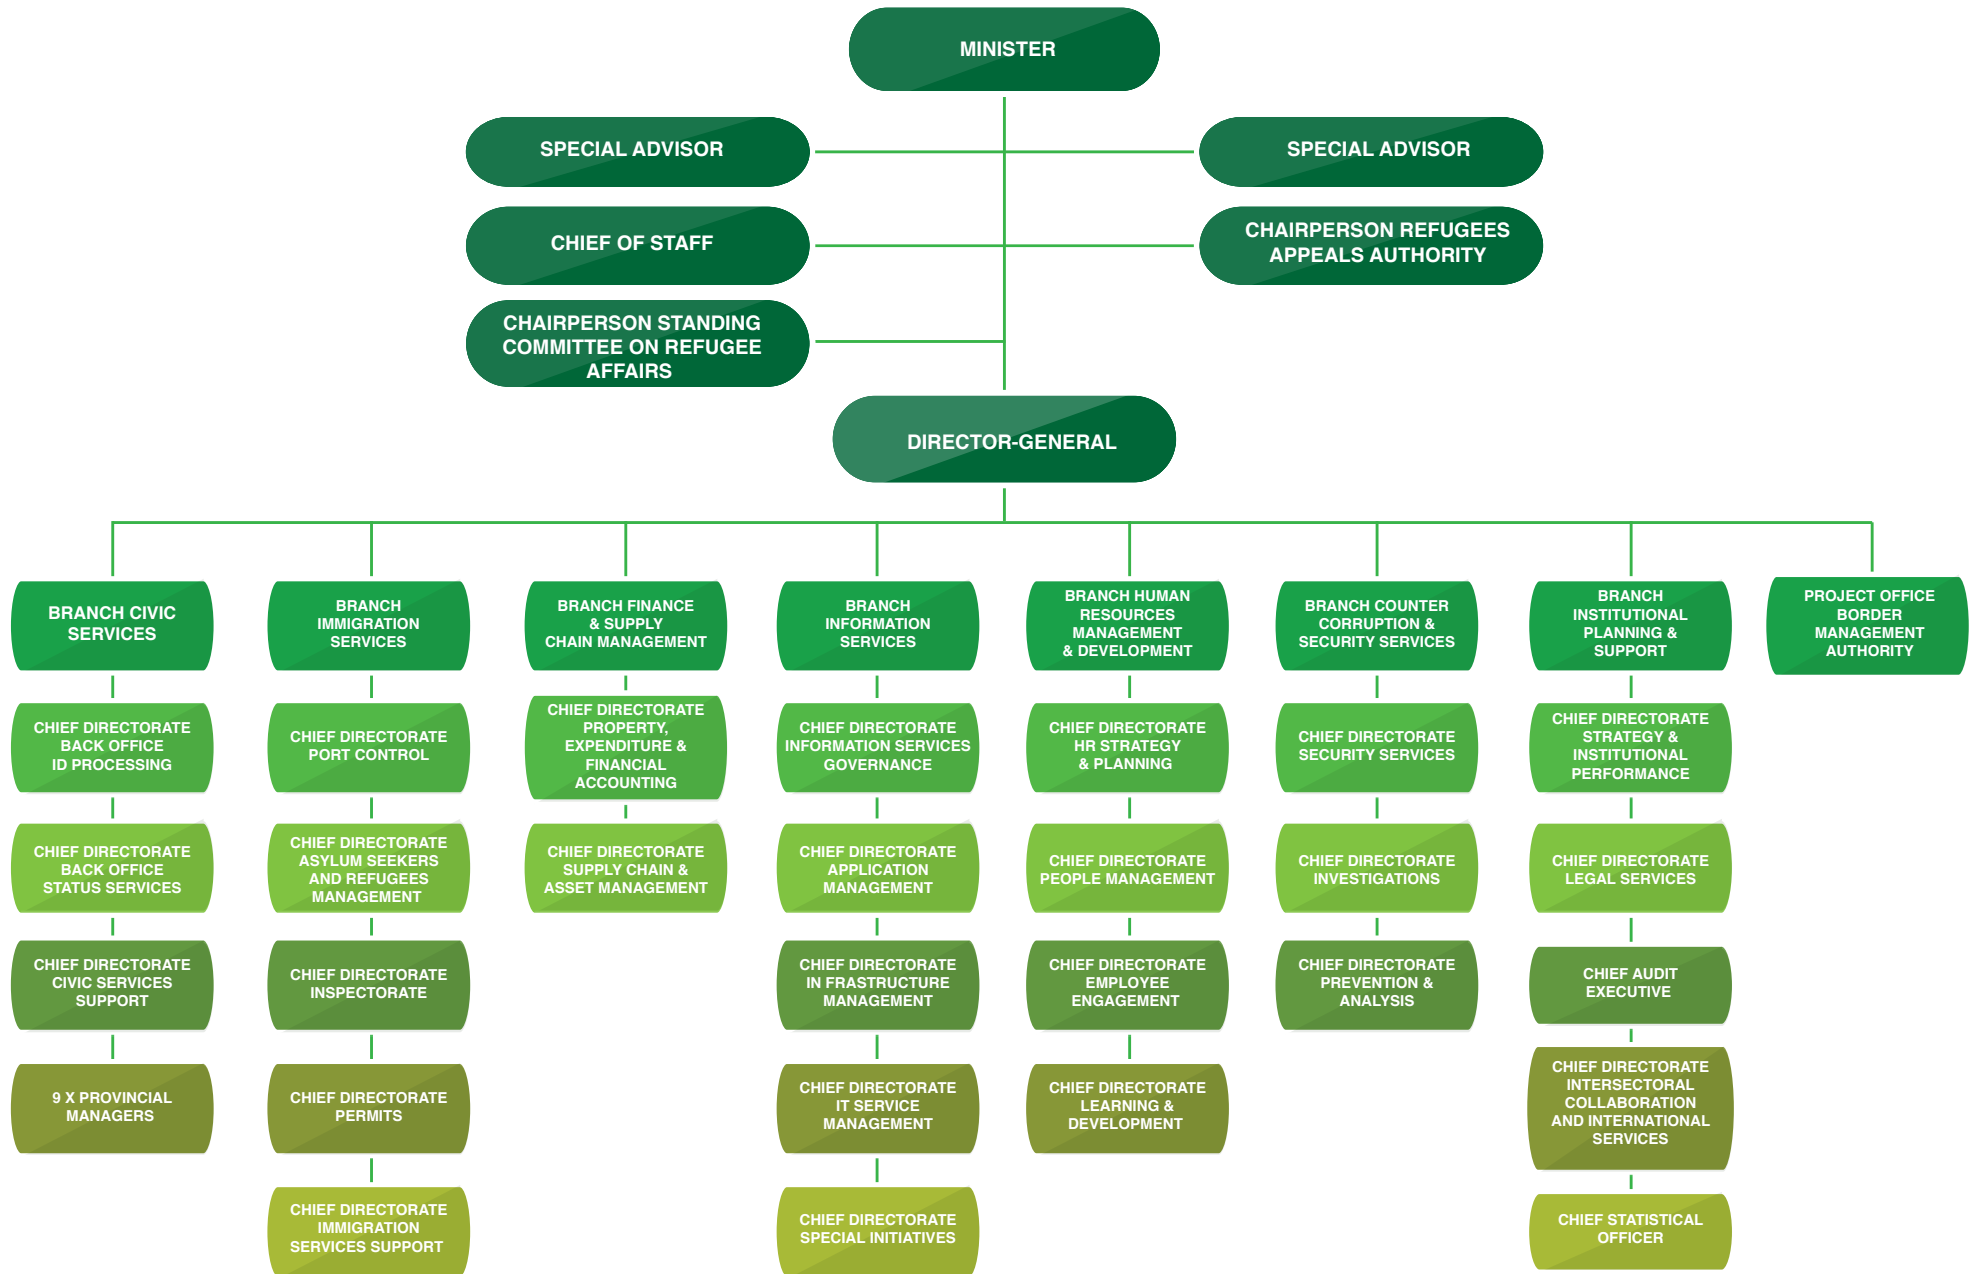 MINISTER
SPECIAL ADVISOR
SPECIAL ADVISOR
CHIEF OF STAFF
CHAIRPERSON REFUGEES
APPEALS AUTHORITY
CHAIRPERSON STANDING
COMMITTEE ON REFUGEE
AFFAIRS
DIRECTOR-GENERAL
BRANCH CIVIC
SERVICES
CHIEF DIRECTORATE
BACK OFFICE
ID PROCESSING
CHIEF DIRECTORATE
BACK OFFICE
STATUS SERVICES
CHIEF DIRECTORATE
CIVIC SERVICES
SUPPORT
9 X PROVINCIAL
MANAGERS
BRANCH
IMMIGRATION
SERVICES
CHIEF DIRECTORATE
PORT CONTROL
CHIEF DIRECTORATE
ASYLUM SEEKERS
AND REFUGEES
MANAGEMENT
CHIEF DIRECTORATE
INSPECTORATE
CHIEF DIRECTORATE
PERMITS
CHIEF DIRECTORATE
IMMIGRATION
SERVICES SUPPORT
BRANCH FINANCE
& SUPPLY
CHAIN MANAGEMENT
CHIEF DIRECTORATE
PROPERTY,
EXPENDITURE &
FINANCIAL
ACCOUNTING
CHIEF DIRECTORATE
SUPPLY CHAIN &
ASSET MANAGEMENT
BRANCH
INFORMATION
SERVICES
CHIEF DIRECTORATE
INFORMATION SERVICES
GOVERNANCE
CHIEF DIRECTORATE
APPLICATION
MANAGEMENT
CHIEF DIRECTORATE
IN FRASTRUCTURE
MANAGEMENT
CHIEF DIRECTORATE
IT SERVICE
MANAGEMENT
CHIEF DIRECTORATE
SPECIAL INITIATIVES
BRANCH HUMAN
RESOURCES
MANAGEMENT
& DEVELOPMENT
CHIEF DIRECTORATE
HR STRATEGY
& PLANNING
CHIEF DIRECTORATE
PEOPLE MANAGEMENT
CHIEF DIRECTORATE
EMPLOYEE
ENGAGEMENT
CHIEF DIRECTORATE
LEARNING &
DEVELOPMENT
BRANCH COUNTER
CORRUPTION &
SECURITY SERVICES
CHIEF DIRECTORATE
SECURITY SERVICES
CHIEF DIRECTORATE
INVESTIGATIONS
CHIEF DIRECTORATE
PREVENTION &
ANALYSIS
BRANCH
INSTITUTIONAL
PLANNING &
SUPPORT
CHIEF DIRECTORATE
STRATEGY &
INSTITUTIONAL
PERFORMANCE
CHIEF DIRECTORATE
LEGAL SERVICES
CHIEF AUDIT
EXECUTIVE
CHIEF DIRECTORATE
INTERSECTORAL
COLLABORATION
AND INTERNATIONAL
SERVICES
CHIEF STATISTICAL
OFFICER
PROJECT OFFICE
BORDER
MANAGEMENT
AUTHORITY